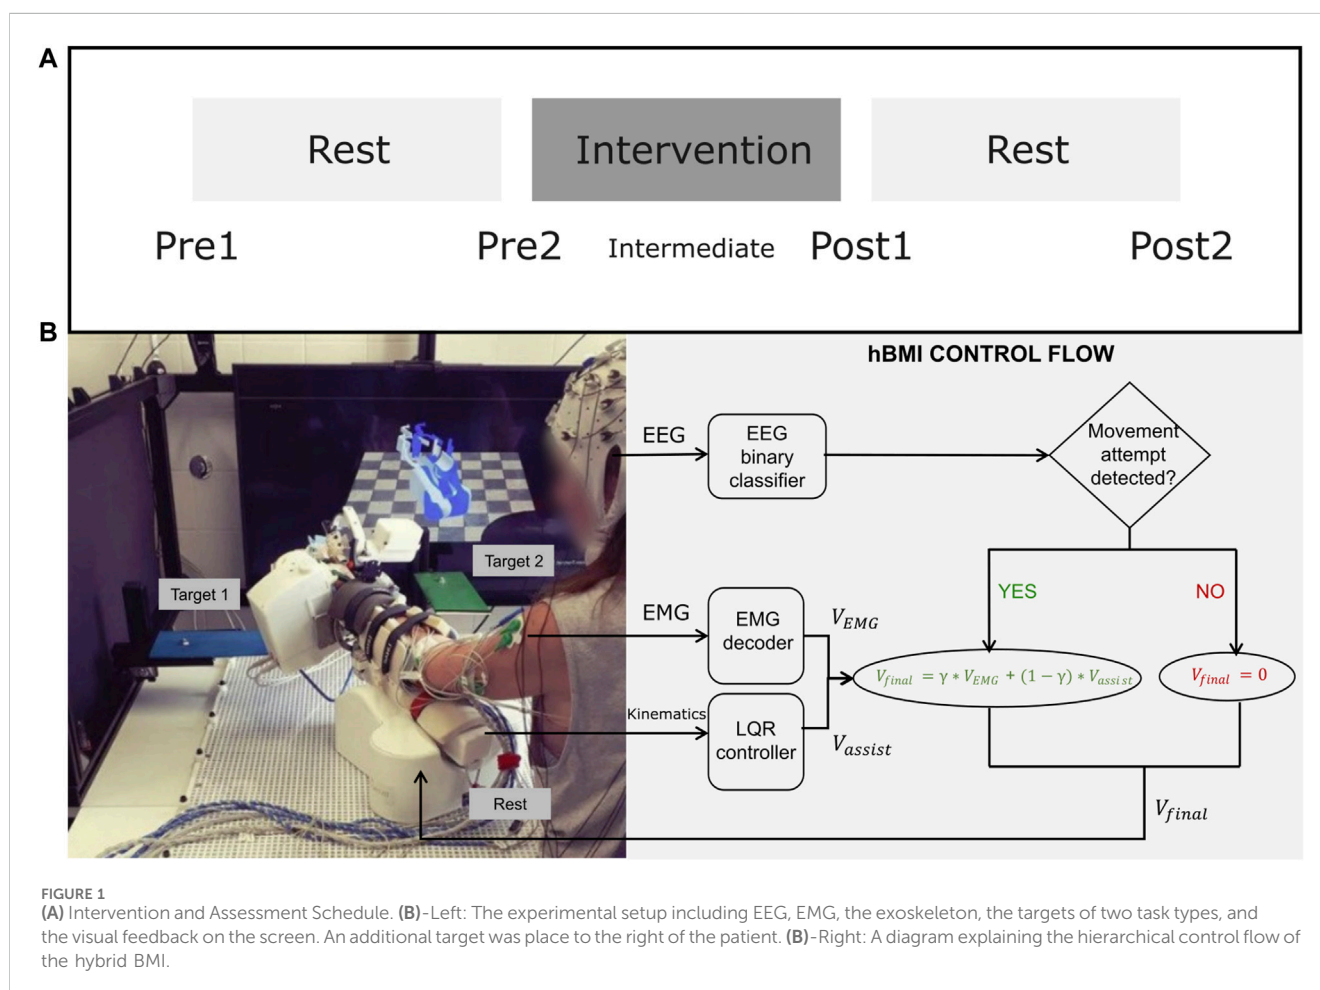 A
Rest
Intervention
Rest
Pre1
Pre2
Intermediate
Post1
Post2
B
hBMI CONTROL FLOW
EEG
EEG
binary
classifier
Movement
attempt
detected?
Target 2
Target 1
YES
NO
EMG
EMG
decoder
V_EMG
V_final = γ * V_EMG + (1 − γ) * V_assist
V_final = 0
Kinematics
LQR
controller
V_assist
Rest
V_final
FIGURE 1
(A) Intervention and Assessment Schedule. (B)-Left: The experimental setup including EEG, EMG, the exoskeleton, the targets of two task types, and
the visual feedback on the screen. An additional target was place to the right of the patient. (B)-Right: A diagram explaining the hierarchical control flow of
the hybrid BMI.